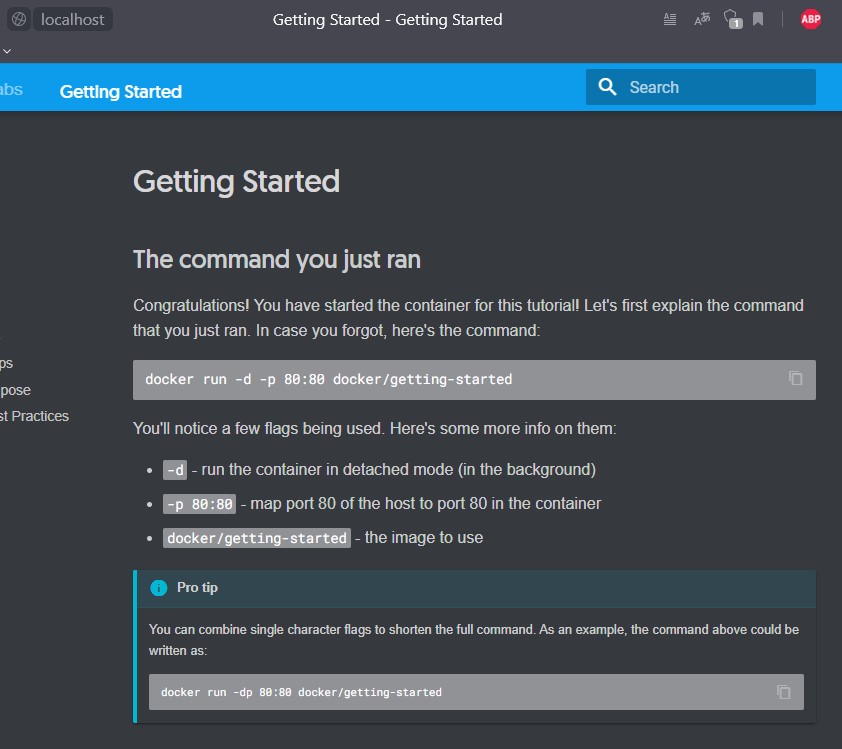 localhost
Getting Started - Getting Started
1
ABP
abs
Getting Started
Search
Getting Started
The command you just ran
Congratulations! You have started the container for this tutorial! Let's first explain the command
that you just ran. In case you forgot, here's the command:
docker run -d -p 80:80 docker/getting-started
You'll notice a few flags being used. Here's some more info on them:
ps
pose
st Practices
-d - run the container in detached mode (in the background)
-p 80:80 - map port 80 of the host to port 80 in the container
docker/getting-started - the image to use
Pro tip
You can combine single character flags to shorten the full command. As an example, the command above could be
written as:
docker run -dp 80:80 docker/getting-started